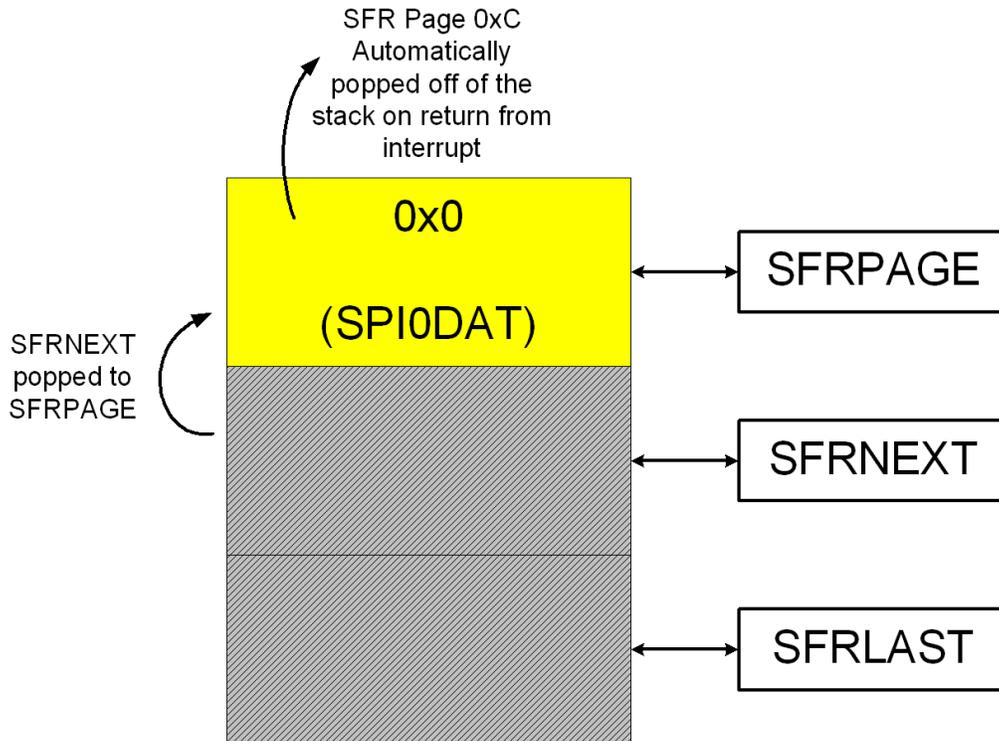 SFR Page 0xC
Automatically
popped off of the
stack on return from
interrupt
0x0
(SPI0DAT)
SFRPAGE
SFRNEXT
popped to
SFRPAGE
SFRNEXT
SFRLAST